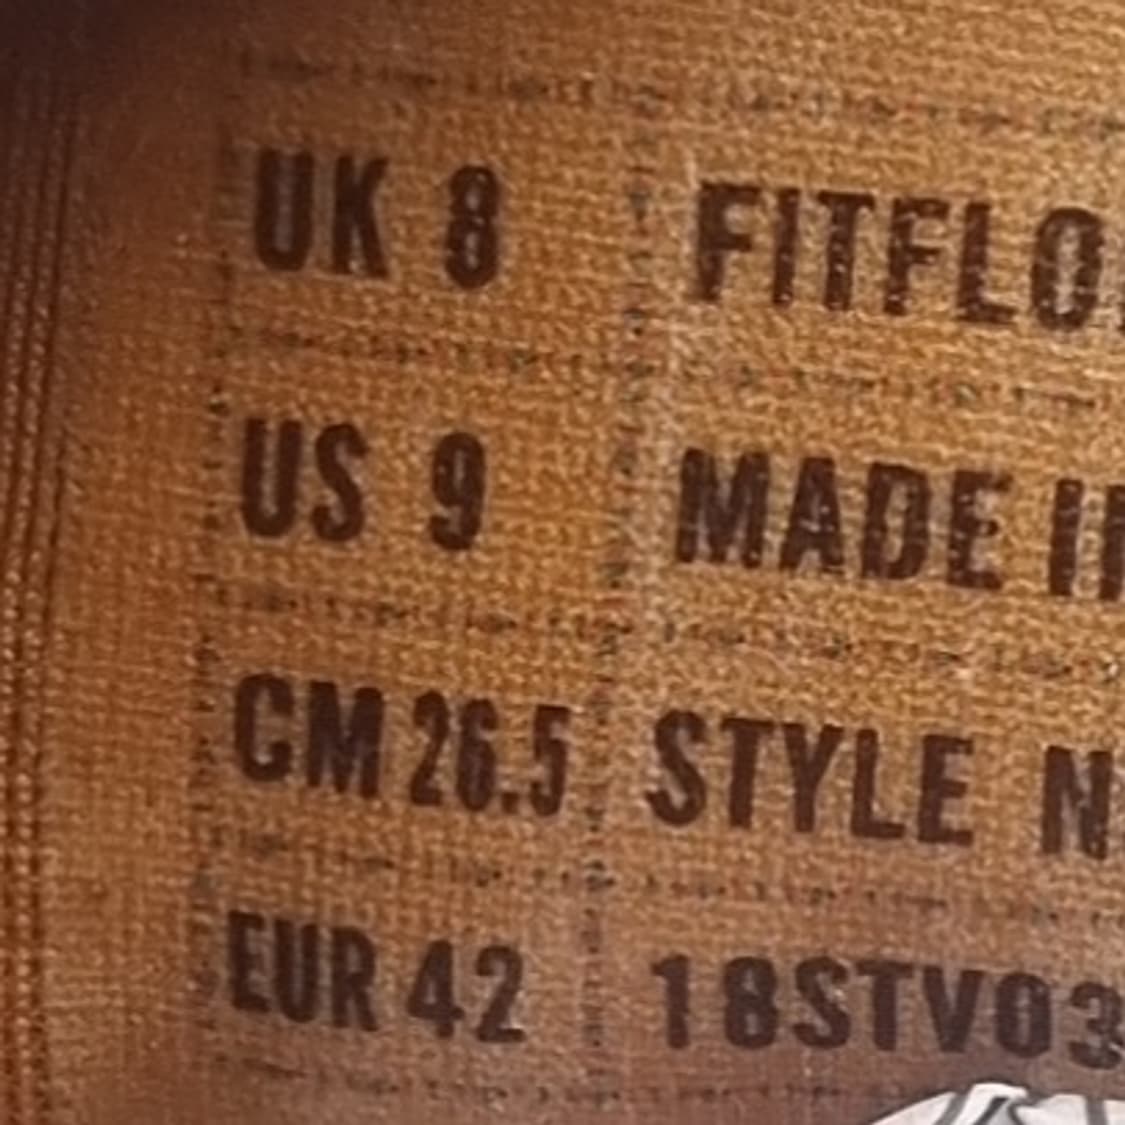 UK 8 FITFLO
US 9 MADE I
CM 26.5 STYLE N
EUR 42 18STV03